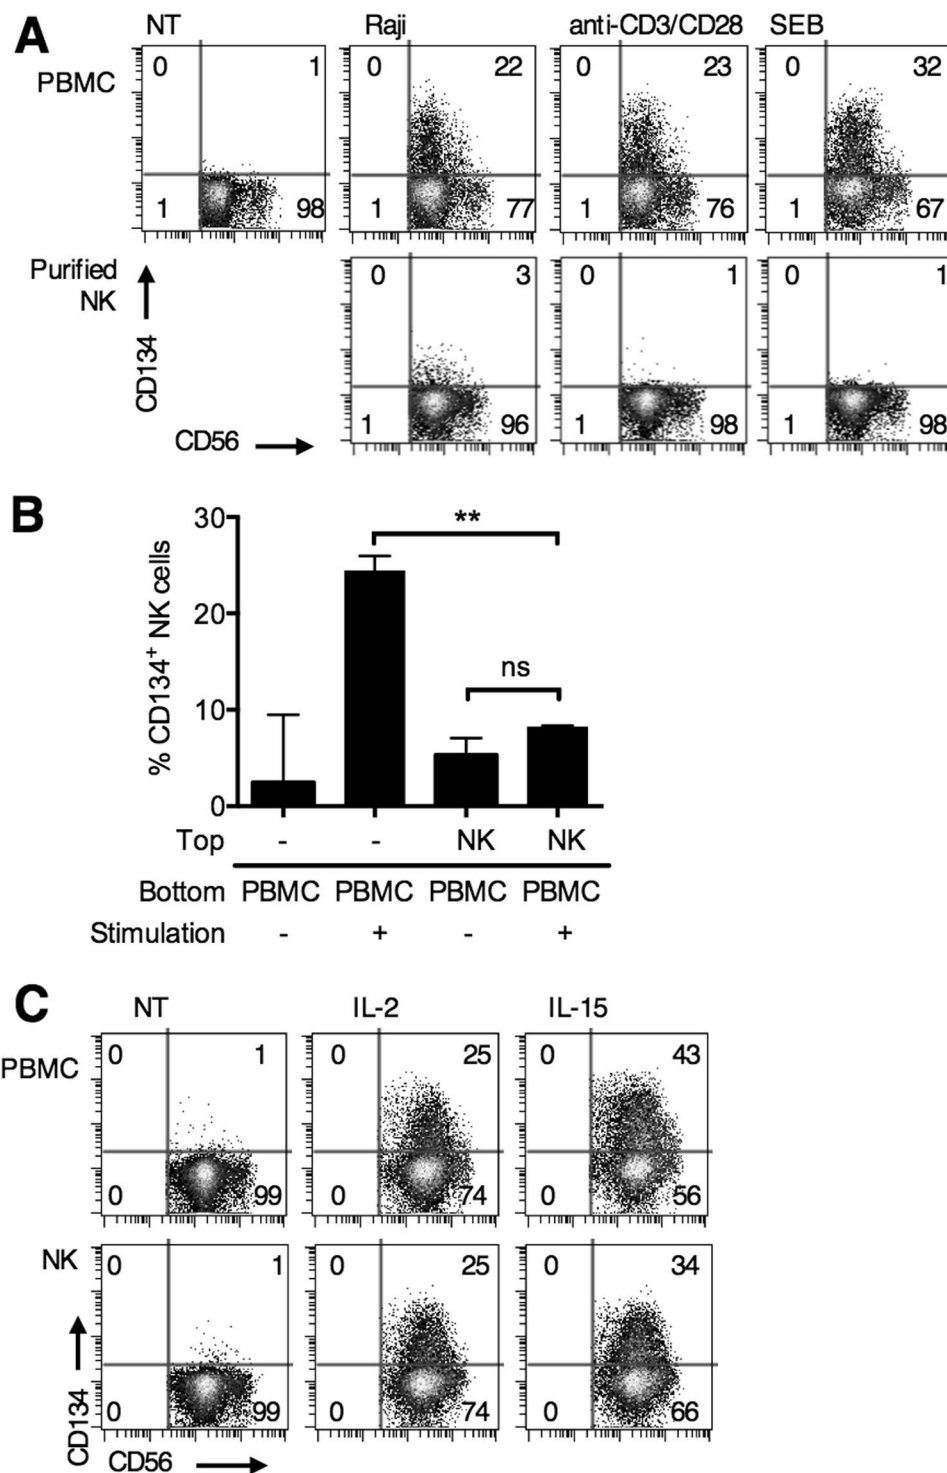 A
NT Raji anti-CD3/CD28 SEB
PBMC
0 1 0 22 0 23 0 32
1 98 1 77 1 76 1 67
Purified
NK
0 3 0 1 0 1
CD134
1 96 1 98 1 98
CD56
B
% CD134+ NK cells
30
20
10
0
**
ns
Top - - NK NK
Bottom PBMC PBMC PBMC PBMC
Stimulation - + - +
C
NT IL-2 IL-15
PBMC
0 1 0 25 0 43
0 99 0 74 0 56
NK
0 1 0 25 0 34
0 99 0 74 0 66
CD134
CD56